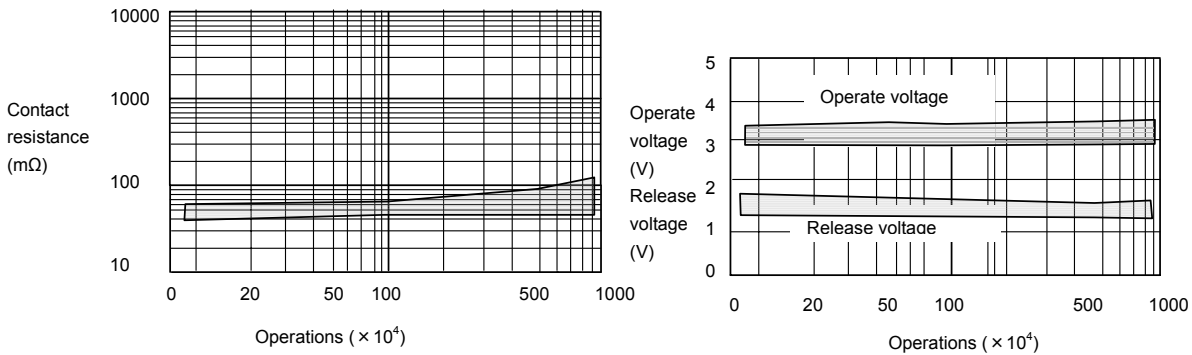 10000
1000
100
10
Contact
resistance
(mΩ)
0 20 50 100 500 1000
Operations (×10⁴)
5
4
3
2
1
0
Operate
voltage
(V)
Release
voltage
(V)
Operate voltage
Release voltage
0 20 50 100 500 1000
Operations (×10⁴)